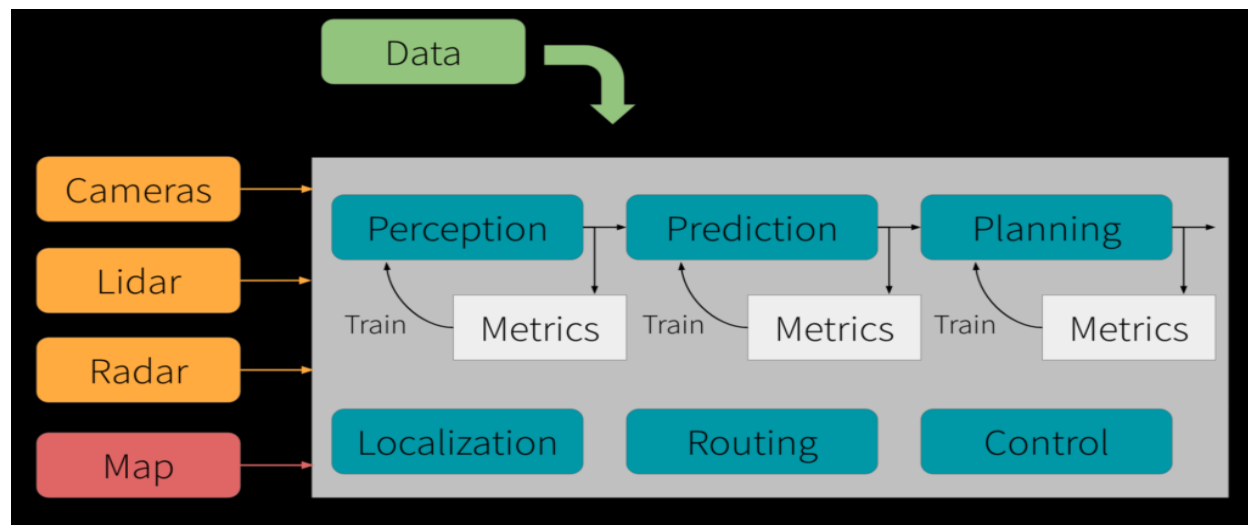 Data
Cameras
Lidar
Radar
Map
Perception
Prediction
Planning
Train
Metrics
Train
Metrics
Train
Metrics
Localization
Routing
Control